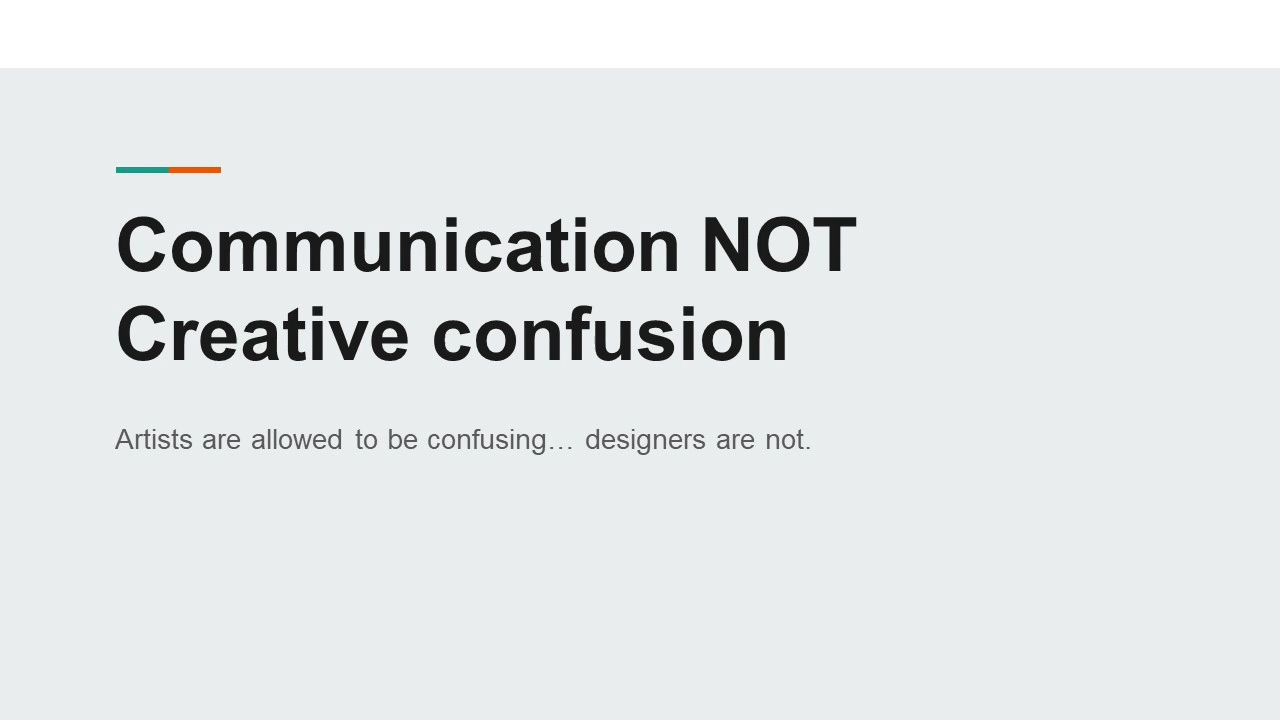 Communication NOT
Creative confusion
Artists are allowed to be confusing… designers are not.